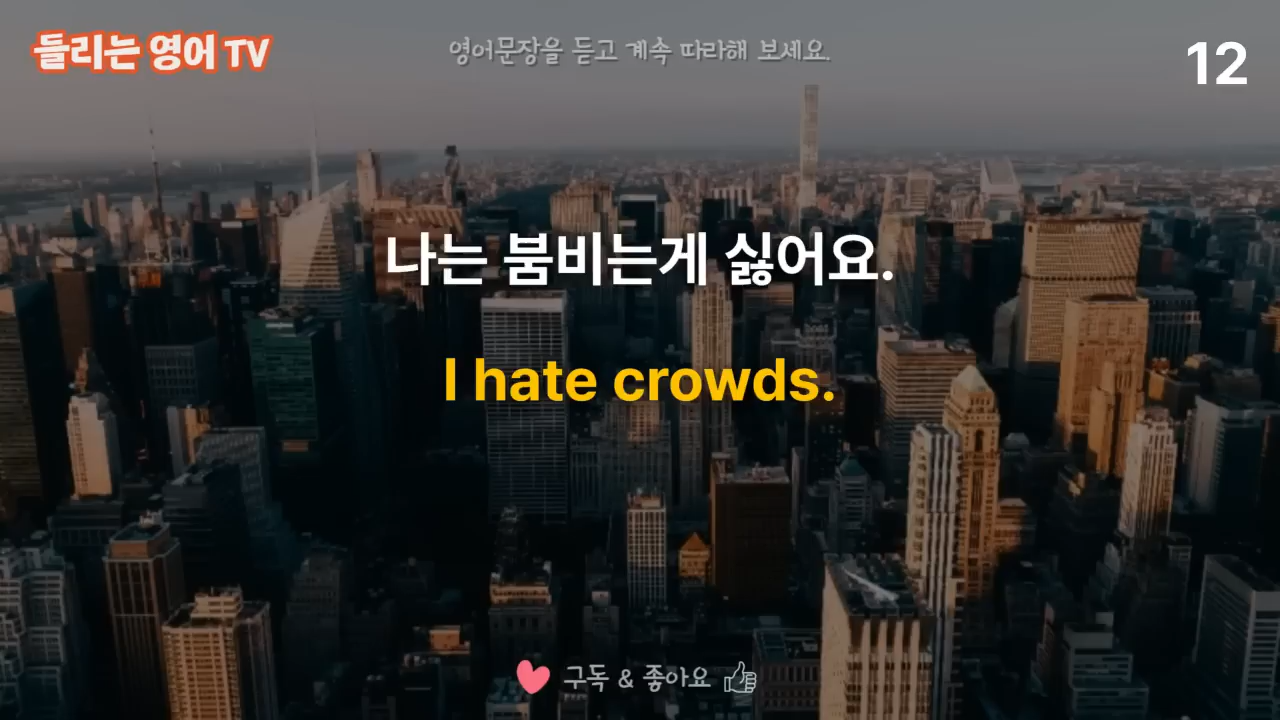 들리는 영어 TV
영어문장을 듣고 계속 따라해 보세요.
12
나는 붐비는게 싫어요.
I hate crowds.
구독 & 좋아요